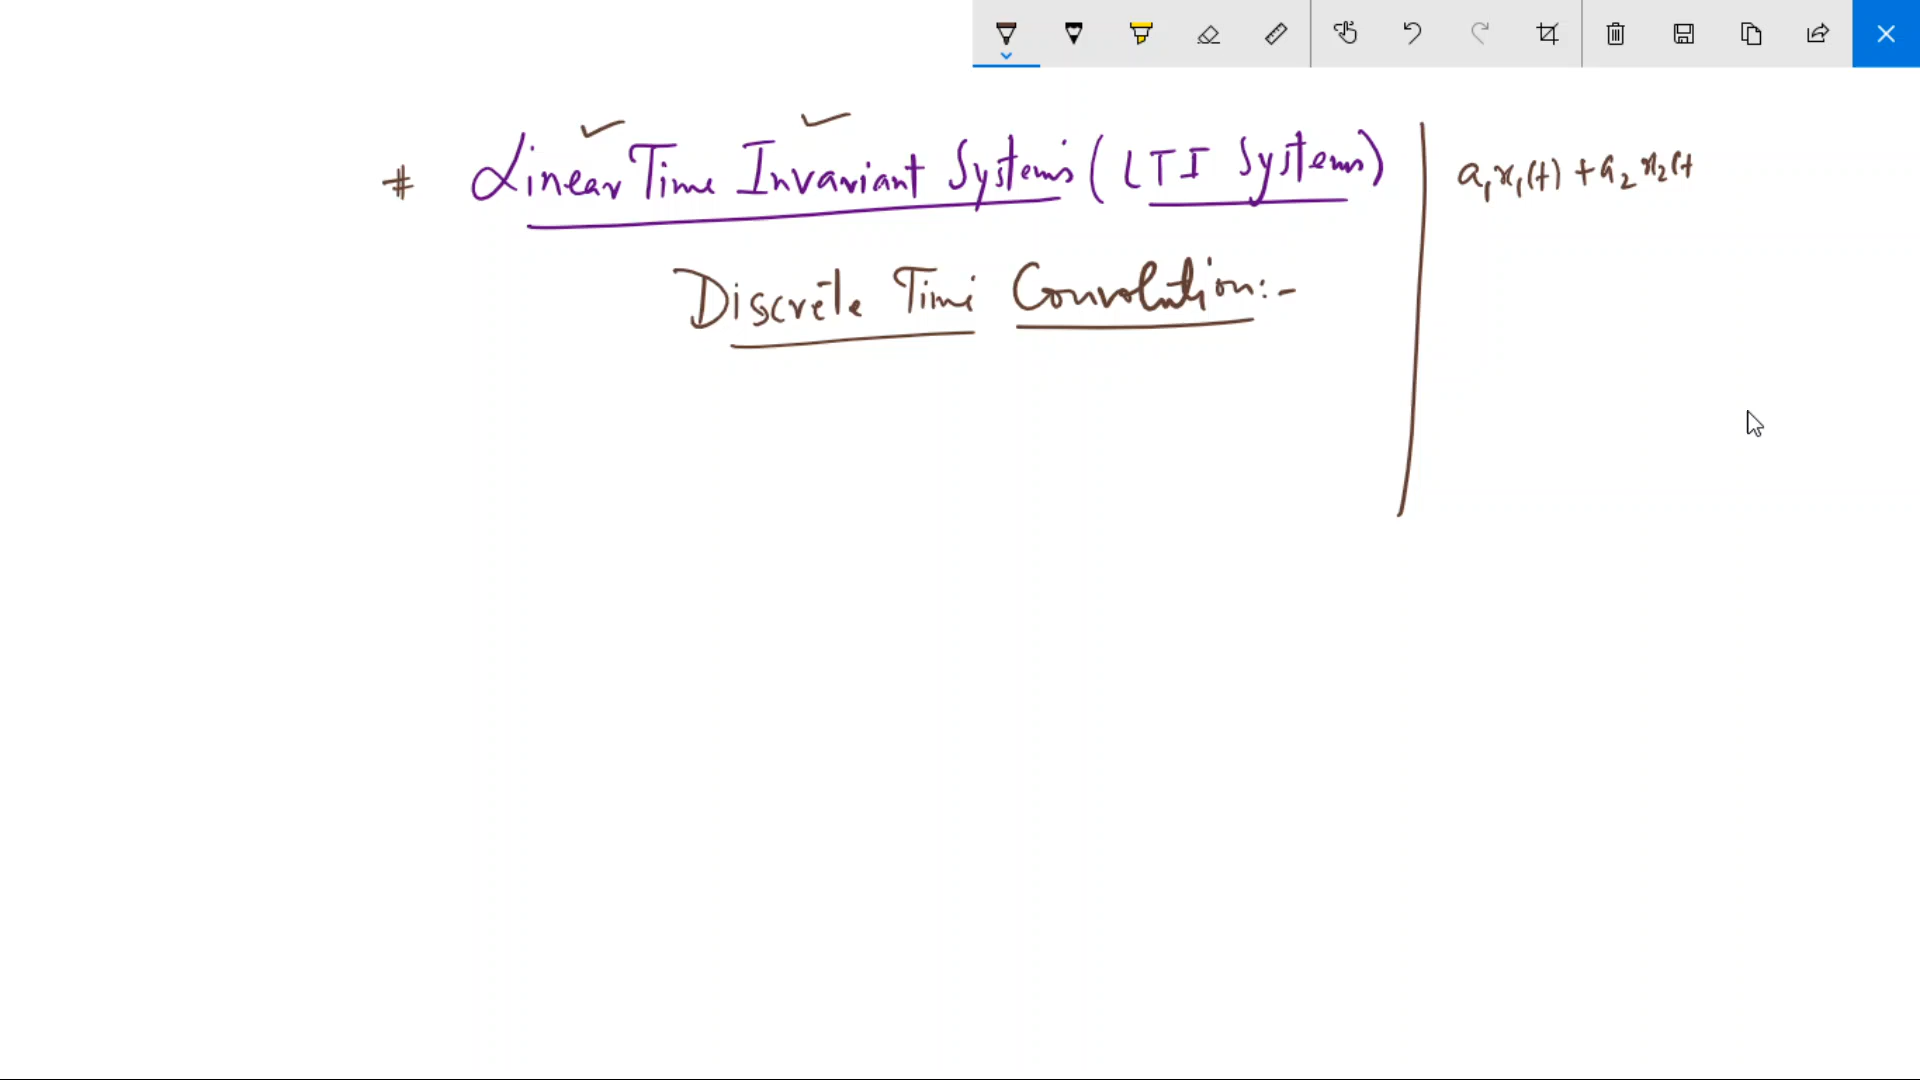 # Linear Time Invariant Systems (LTI Systems)
Discrete Time Convolution:-
a₁x₁(t) + a₂x₂(t